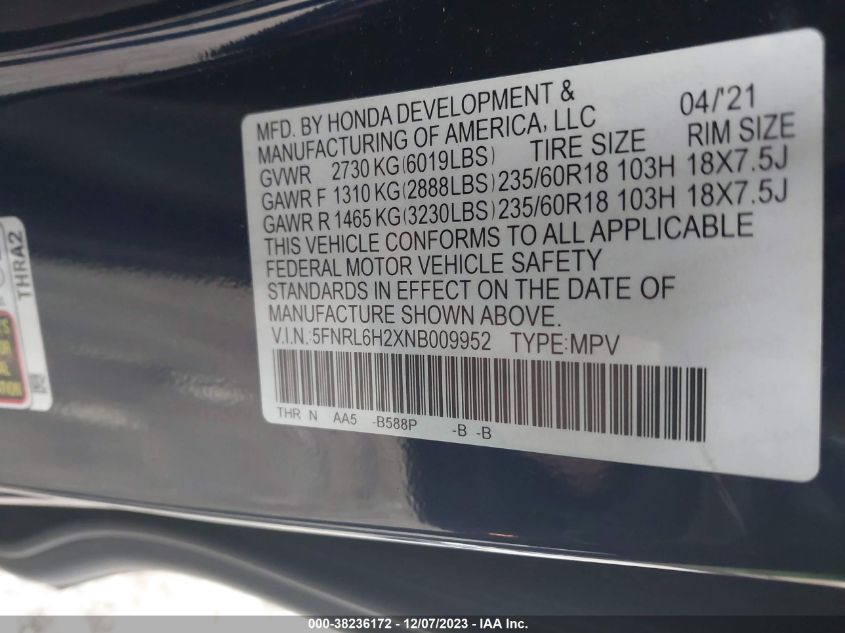 MFD. BY HONDA DEVELOPMENT & 04/'21
MANUFACTURING OF AMERICA, LLC
GVWR 2730 KG(6019LBS) TIRE SIZE RIM SIZE
GAWR F 1310 KG(2888LBS) 235/60R18 103H 18X7.5J
GAWR R 1465 KG(3230LBS) 235/60R18 103H 18X7.5J
THIS VEHICLE CONFORMS TO ALL APPLICABLE
FEDERAL MOTOR VEHICLE SAFETY
STANDARDS IN EFFECT ON THE DATE OF
MANUFACTURE SHOWN ABOVE.
V.I.N.:5FNRL6H2XNB009952 TYPE:MPV
THR N AA5 -B588P -B -B
THRA2
000-38236172 - 12/07/2023 - IAA Inc.